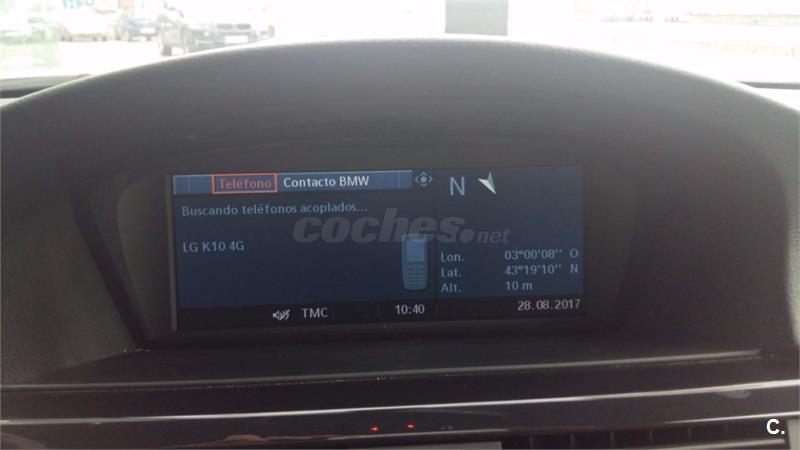 Teléfono Contacto BMW
N
Buscando teléfonos acoplados...
coches.net
LG K10 4G
Lon. 03°00'08'' O
Lat. 43°19'10'' N
Alt. 10 m
TMC 10:40 28.08.2017
C.